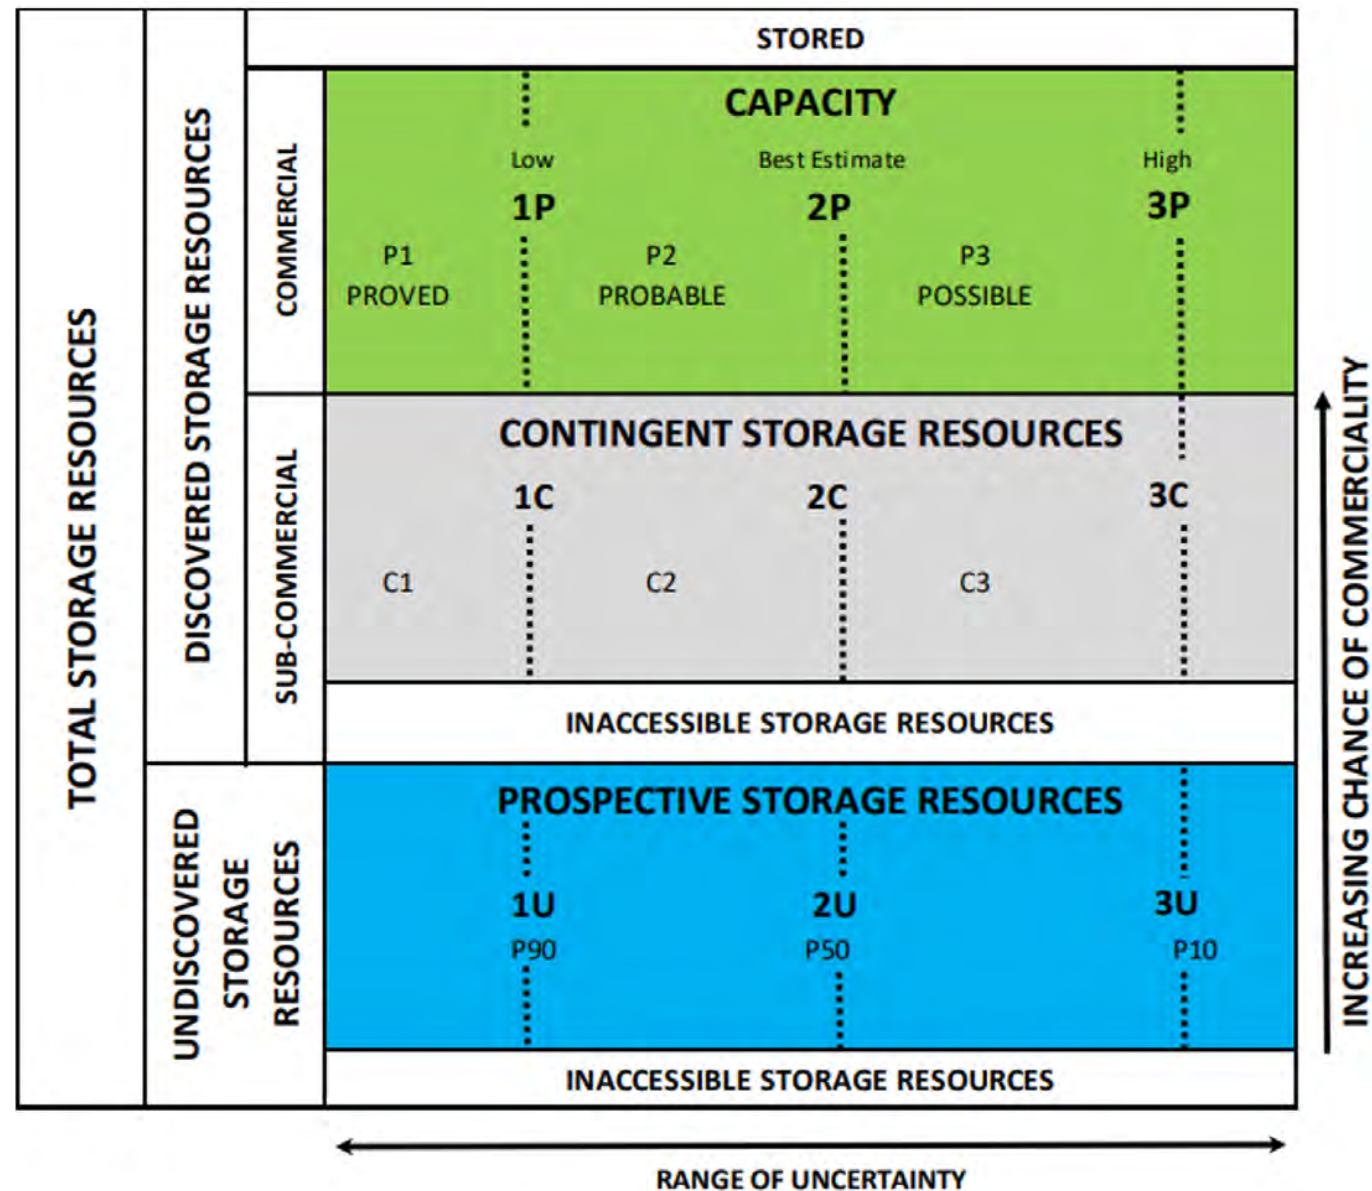 STORED
CAPACITY
Low
Best Estimate
High
1P
2P
3P
P1
PROVED
P2
PROBABLE
P3
POSSIBLE
CONTINGENT STORAGE RESOURCES
1C
2C
3C
C1
C2
C3
INACCESSIBLE STORAGE RESOURCES
PROSPECTIVE STORAGE RESOURCES
1U
2U
3U
P90
P50
P10
INACCESSIBLE STORAGE RESOURCES
TOTAL STORAGE RESOURCES
DISCOVERED STORAGE RESOURCES
COMMERCIAL
SUB-COMMERCIAL
UNDISCOVERED
STORAGE
RESOURCES
INCREASING CHANCE OF COMMERCIALITY
RANGE OF UNCERTAINTY